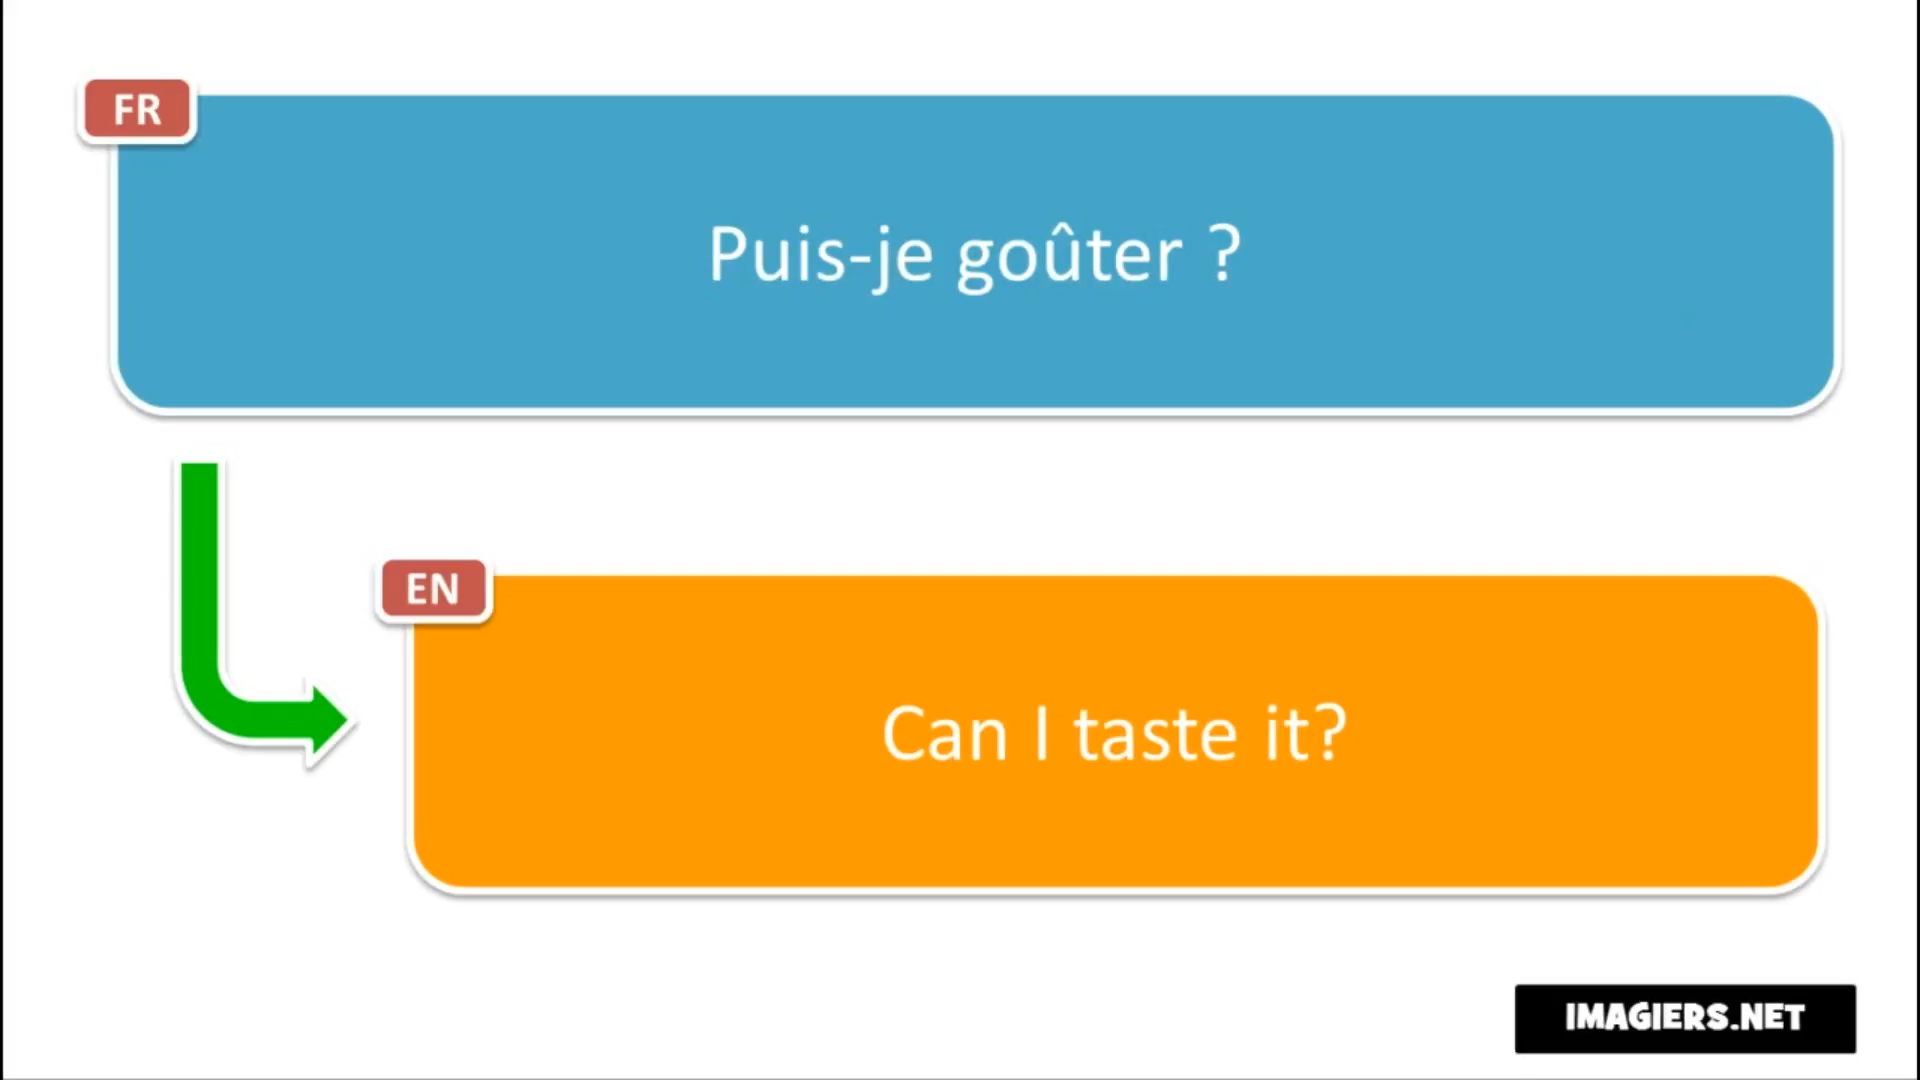 FR
Puis-je goûter ?
EN
Can I taste it?
IMAGIERS.NET